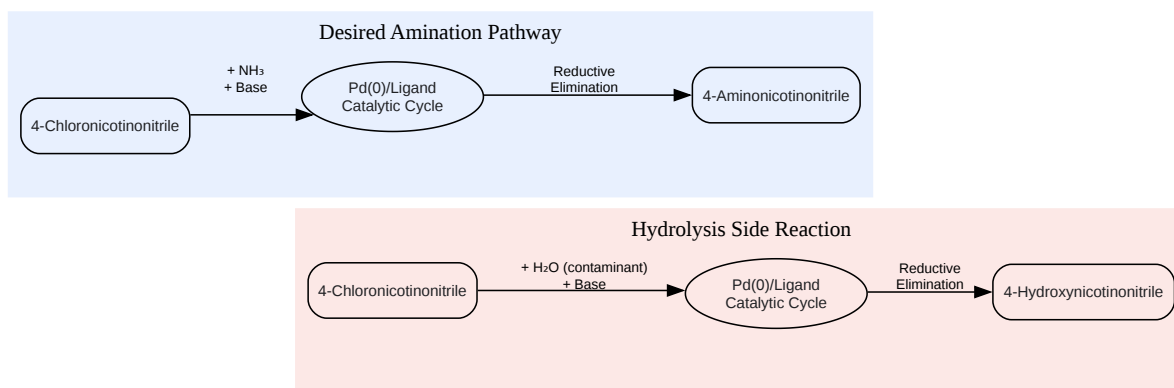 Desired Amination Pathway
+ NH₃
+ Base
4-Chloronicotinonitrile
Pd(0)/Ligand
Catalytic Cycle
Reductive
Elimination
4-Aminonicotinonitrile
Hydrolysis Side Reaction
4-Chloronicotinonitrile
+ H₂O (contaminant)
+ Base
Pd(0)/Ligand
Catalytic Cycle
Reductive
Elimination
4-Hydroxynicotinonitrile